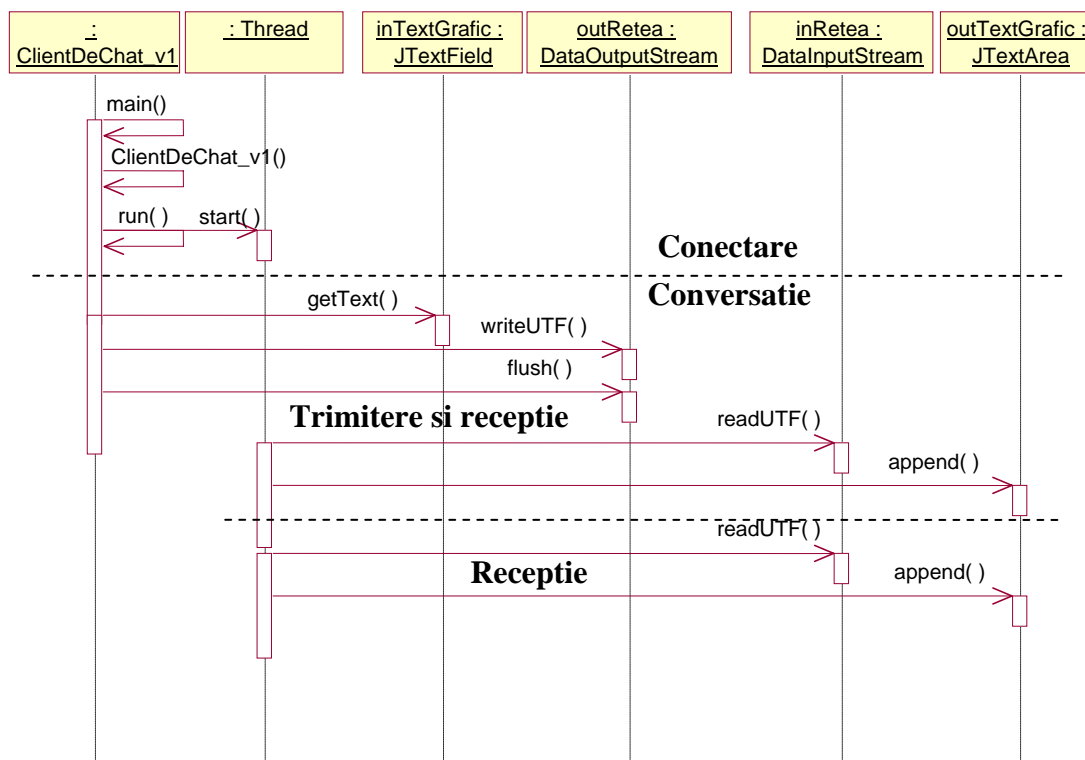 :
ClientDeChat_v1
: Thread
inTextGrafic :
JTextField
outRetea :
DataOutputStream
inRetea :
DataInputStream
outTextGrafic :
JTextArea
main()
ClientDeChat_v1()
run( )
start( )
Conectare
Conversatie
getText( )
writeUTF( )
flush( )
Trimitere si receptie
readUTF( )
append( )
readUTF( )
Receptie
append( )